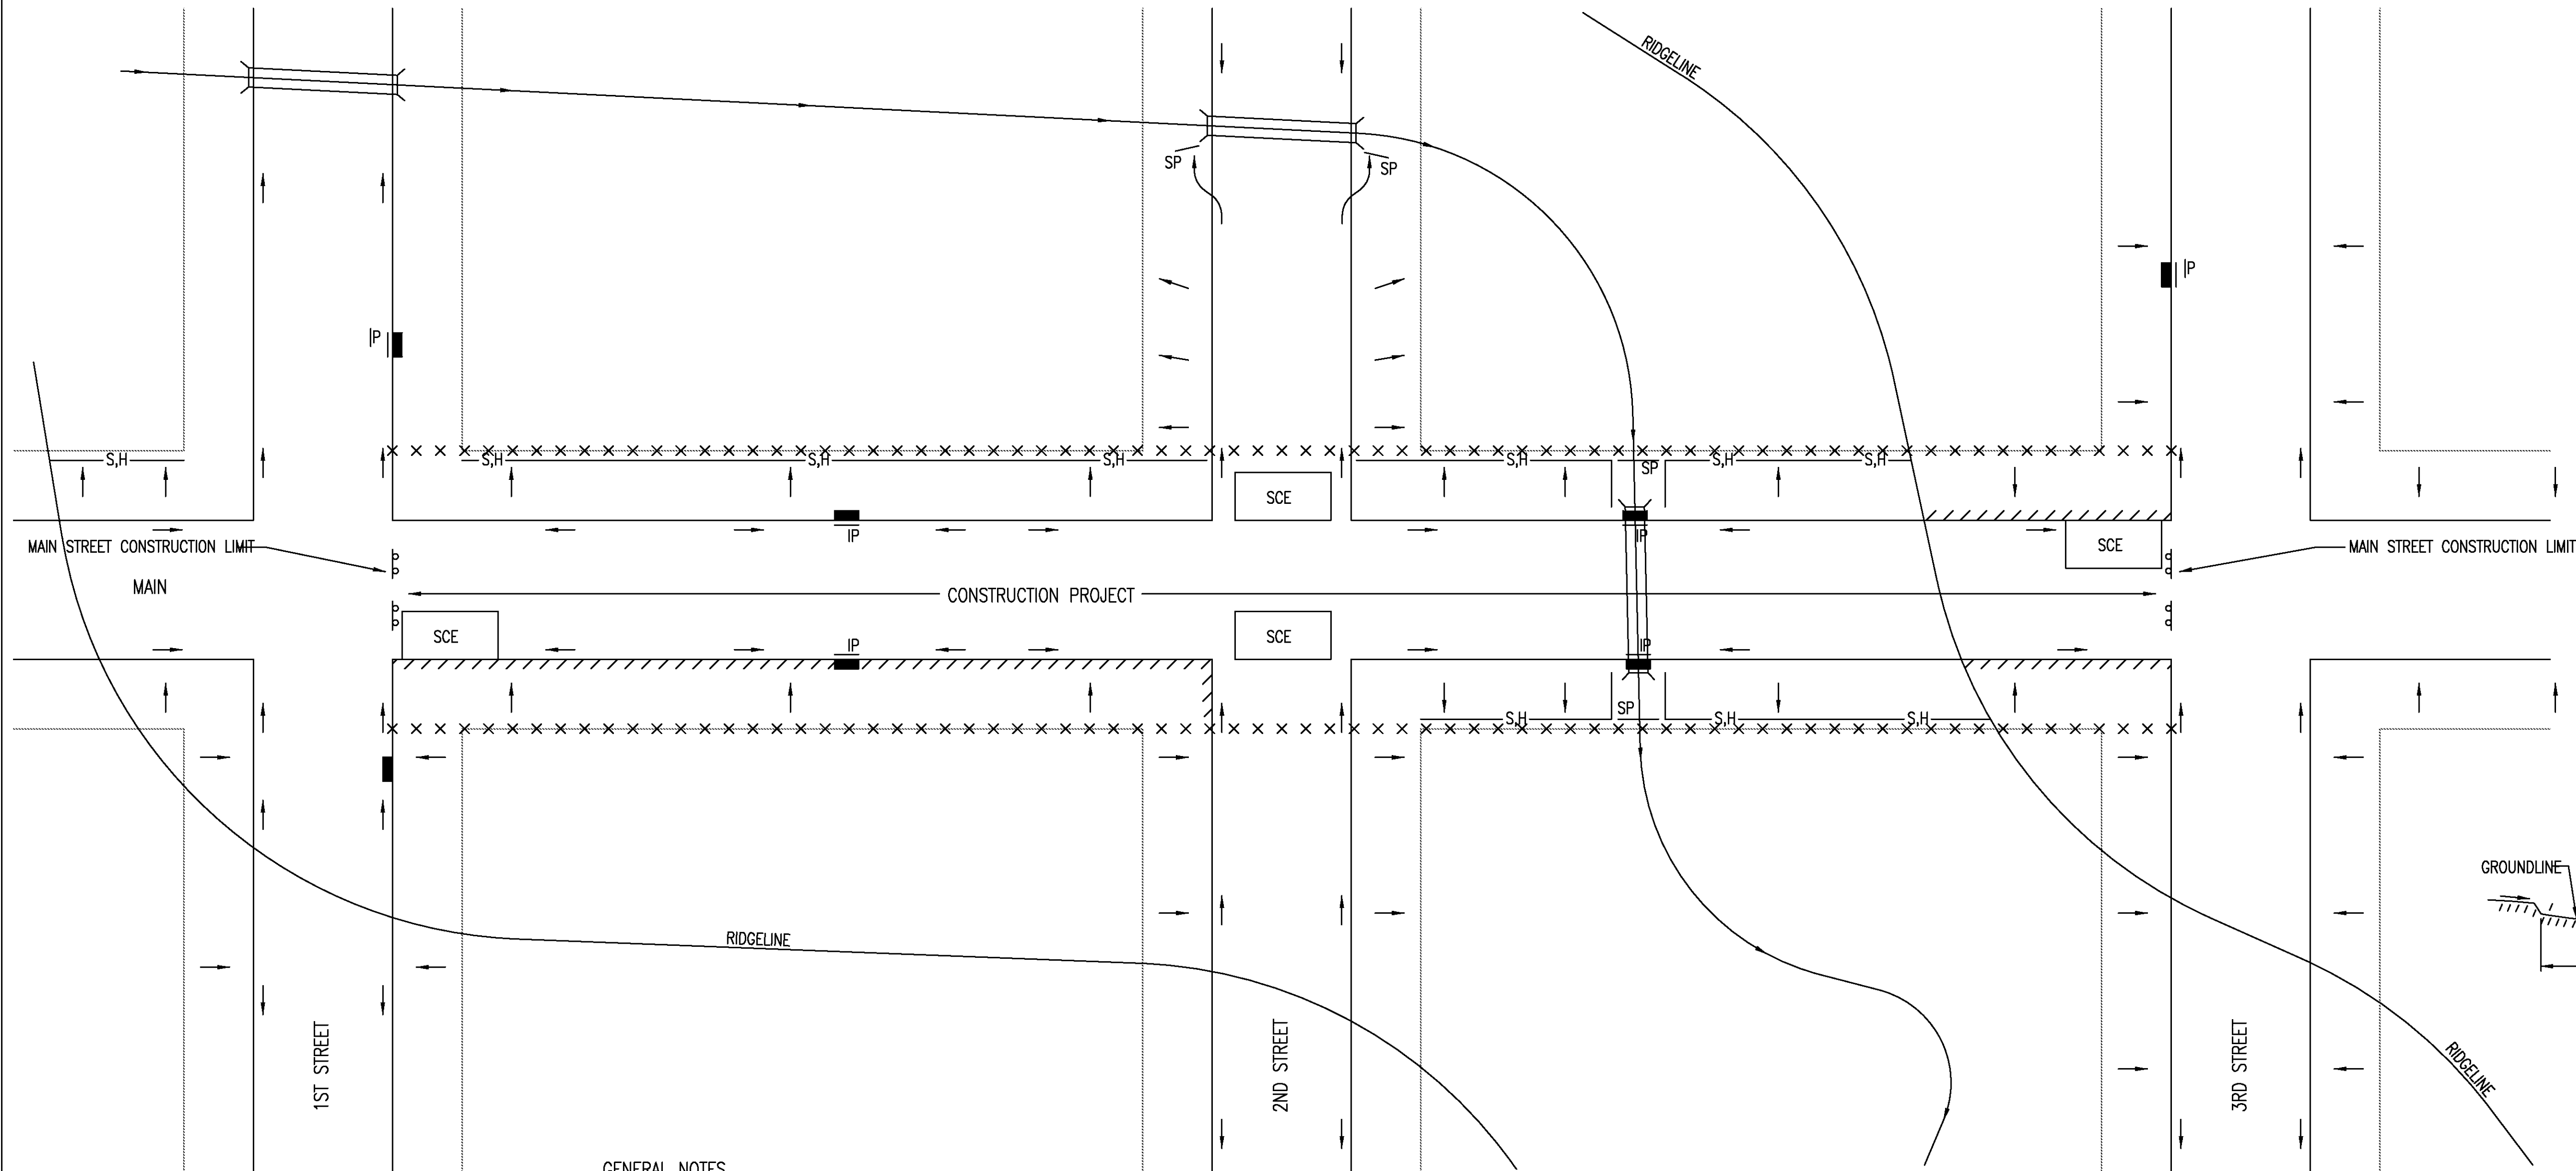 RIDGELINE
SP
SP
IP
IP
S,H
S,H
S,H
S,H
S,H
SP
S,H
S,H
SCE
IP
IP
SCE
MAIN STREET CONSTRUCTION LIMIT
MAIN STREET CONSTRUCTION LIMIT
MAIN
CONSTRUCTION PROJECT
SCE
SCE
IP
IP
SP
S,H
S,H
S,H
GROUNDLINE
RIDGELINE
1ST STREET
2ND STREET
3RD STREET
RIDGELINE
GENERAL NOTES